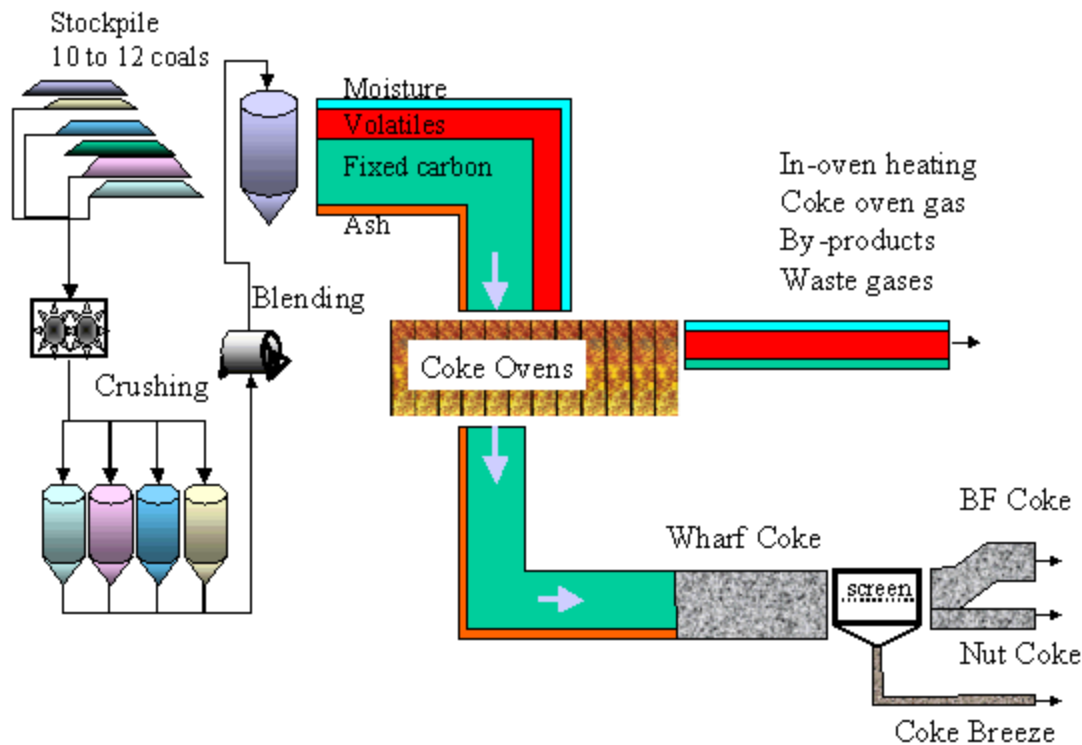 Stockpile
10 to 12 coals
Moisture
Volatiles
Fixed carbon
Ash
In-oven heating
Coke oven gas
By-products
Waste gases
Blending
Coke Ovens
Crushing
BF Coke
Wharf Coke
screen
Nut Coke
Coke Breeze